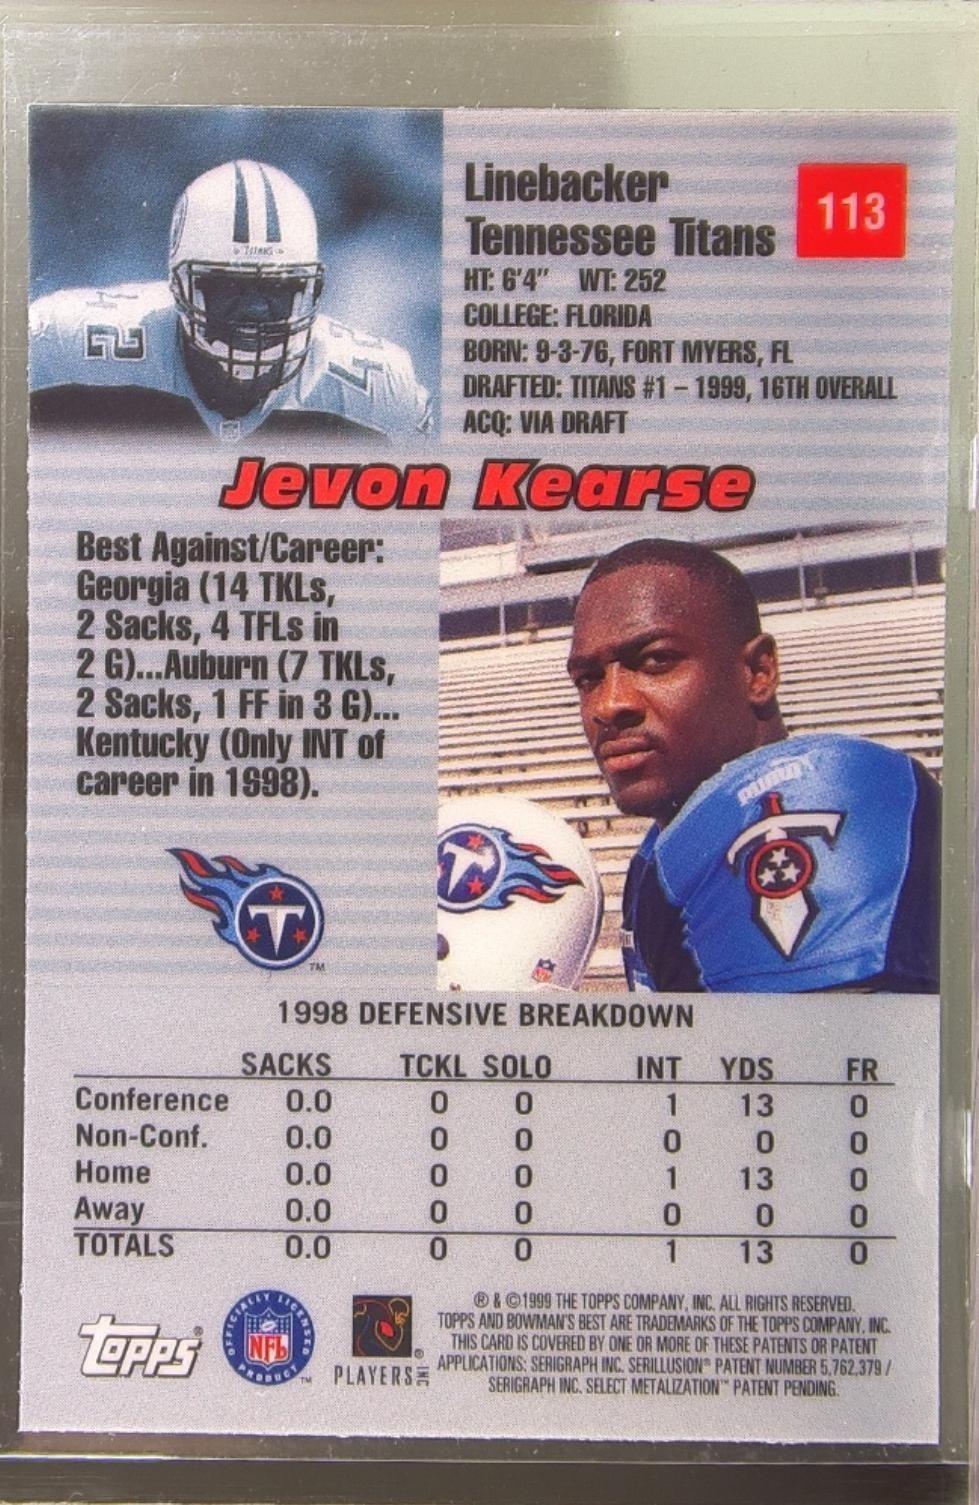 Linebacker
Tennessee Titans
113
HT: 6'4" WT: 252
COLLEGE: FLORIDA
BORN: 9-3-76, FORT MYERS, FL
DRAFTED: TITANS #1 – 1999, 16TH OVERALL
ACQ: VIA DRAFT
TITANS
Jevon Kearse
Best Against/Career:
Georgia (14 TKLs,
2 Sacks, 4 TFLs in
2 G)...Auburn (7 TKLs,
2 Sacks, 1 FF in 3 G)...
Kentucky (Only INT of
career in 1998).
T
T
TM
1998 DEFENSIVE BREAKDOWN
SACKS TCKL SOLO INT YDS FR
Conference 0.0 0 0 1 13 0
Non-Conf. 0.0 0 0 0 0 0
Home 0.0 0 0 1 13 0
Away 0.0 0 0 0 0 0
TOTALS 0.0 0 0 1 13 0
Topps®
OFFICIALLY LICENSED
NFL
PRODUCT
TM
PLAYERS INC®
® & ©1999 THE TOPPS COMPANY, INC. ALL RIGHTS RESERVED.
TOPPS AND BOWMAN'S BEST ARE TRADEMARKS OF THE TOPPS COMPANY, INC.
THIS CARD IS COVERED BY ONE OR MORE OF THESE PATENTS OR PATENT
APPLICATIONS: SERIGRAPH INC. SERILLUSION® PATENT NUMBER 5,762,379 /
SERIGRAPH INC. SELECT METALIZATION™ PATENT PENDING.